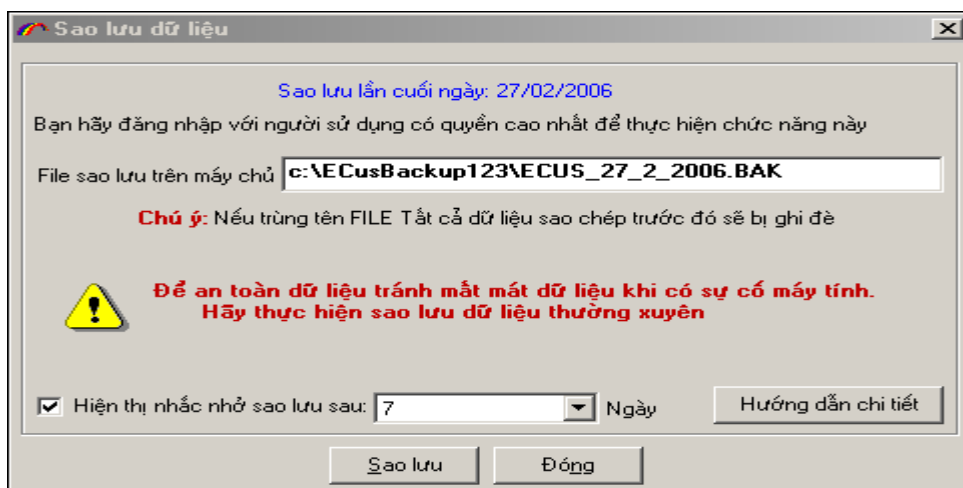 Sao lưu dữ liệu
Sao lưu lần cuối ngày: 27/02/2006
Bạn hãy đăng nhập với người sử dụng có quyền cao nhất để thực hiện chức năng này
File sao lưu trên máy chủ c:\ECusBackup123\ECUS_27_2_2006.BAK
Chú ý: Nếu trùng tên FILE Tất cả dữ liệu sao chép trước đó sẽ bị ghi đè
Để an toàn dữ liệu tránh mất mát dữ liệu khi có sự cố máy tính.
Hãy thực hiện sao lưu dữ liệu thường xuyên
Hiện thị nhắc nhở sao lưu sau: 7 Ngày Hướng dẫn chi tiết
Sao lưu Đóng